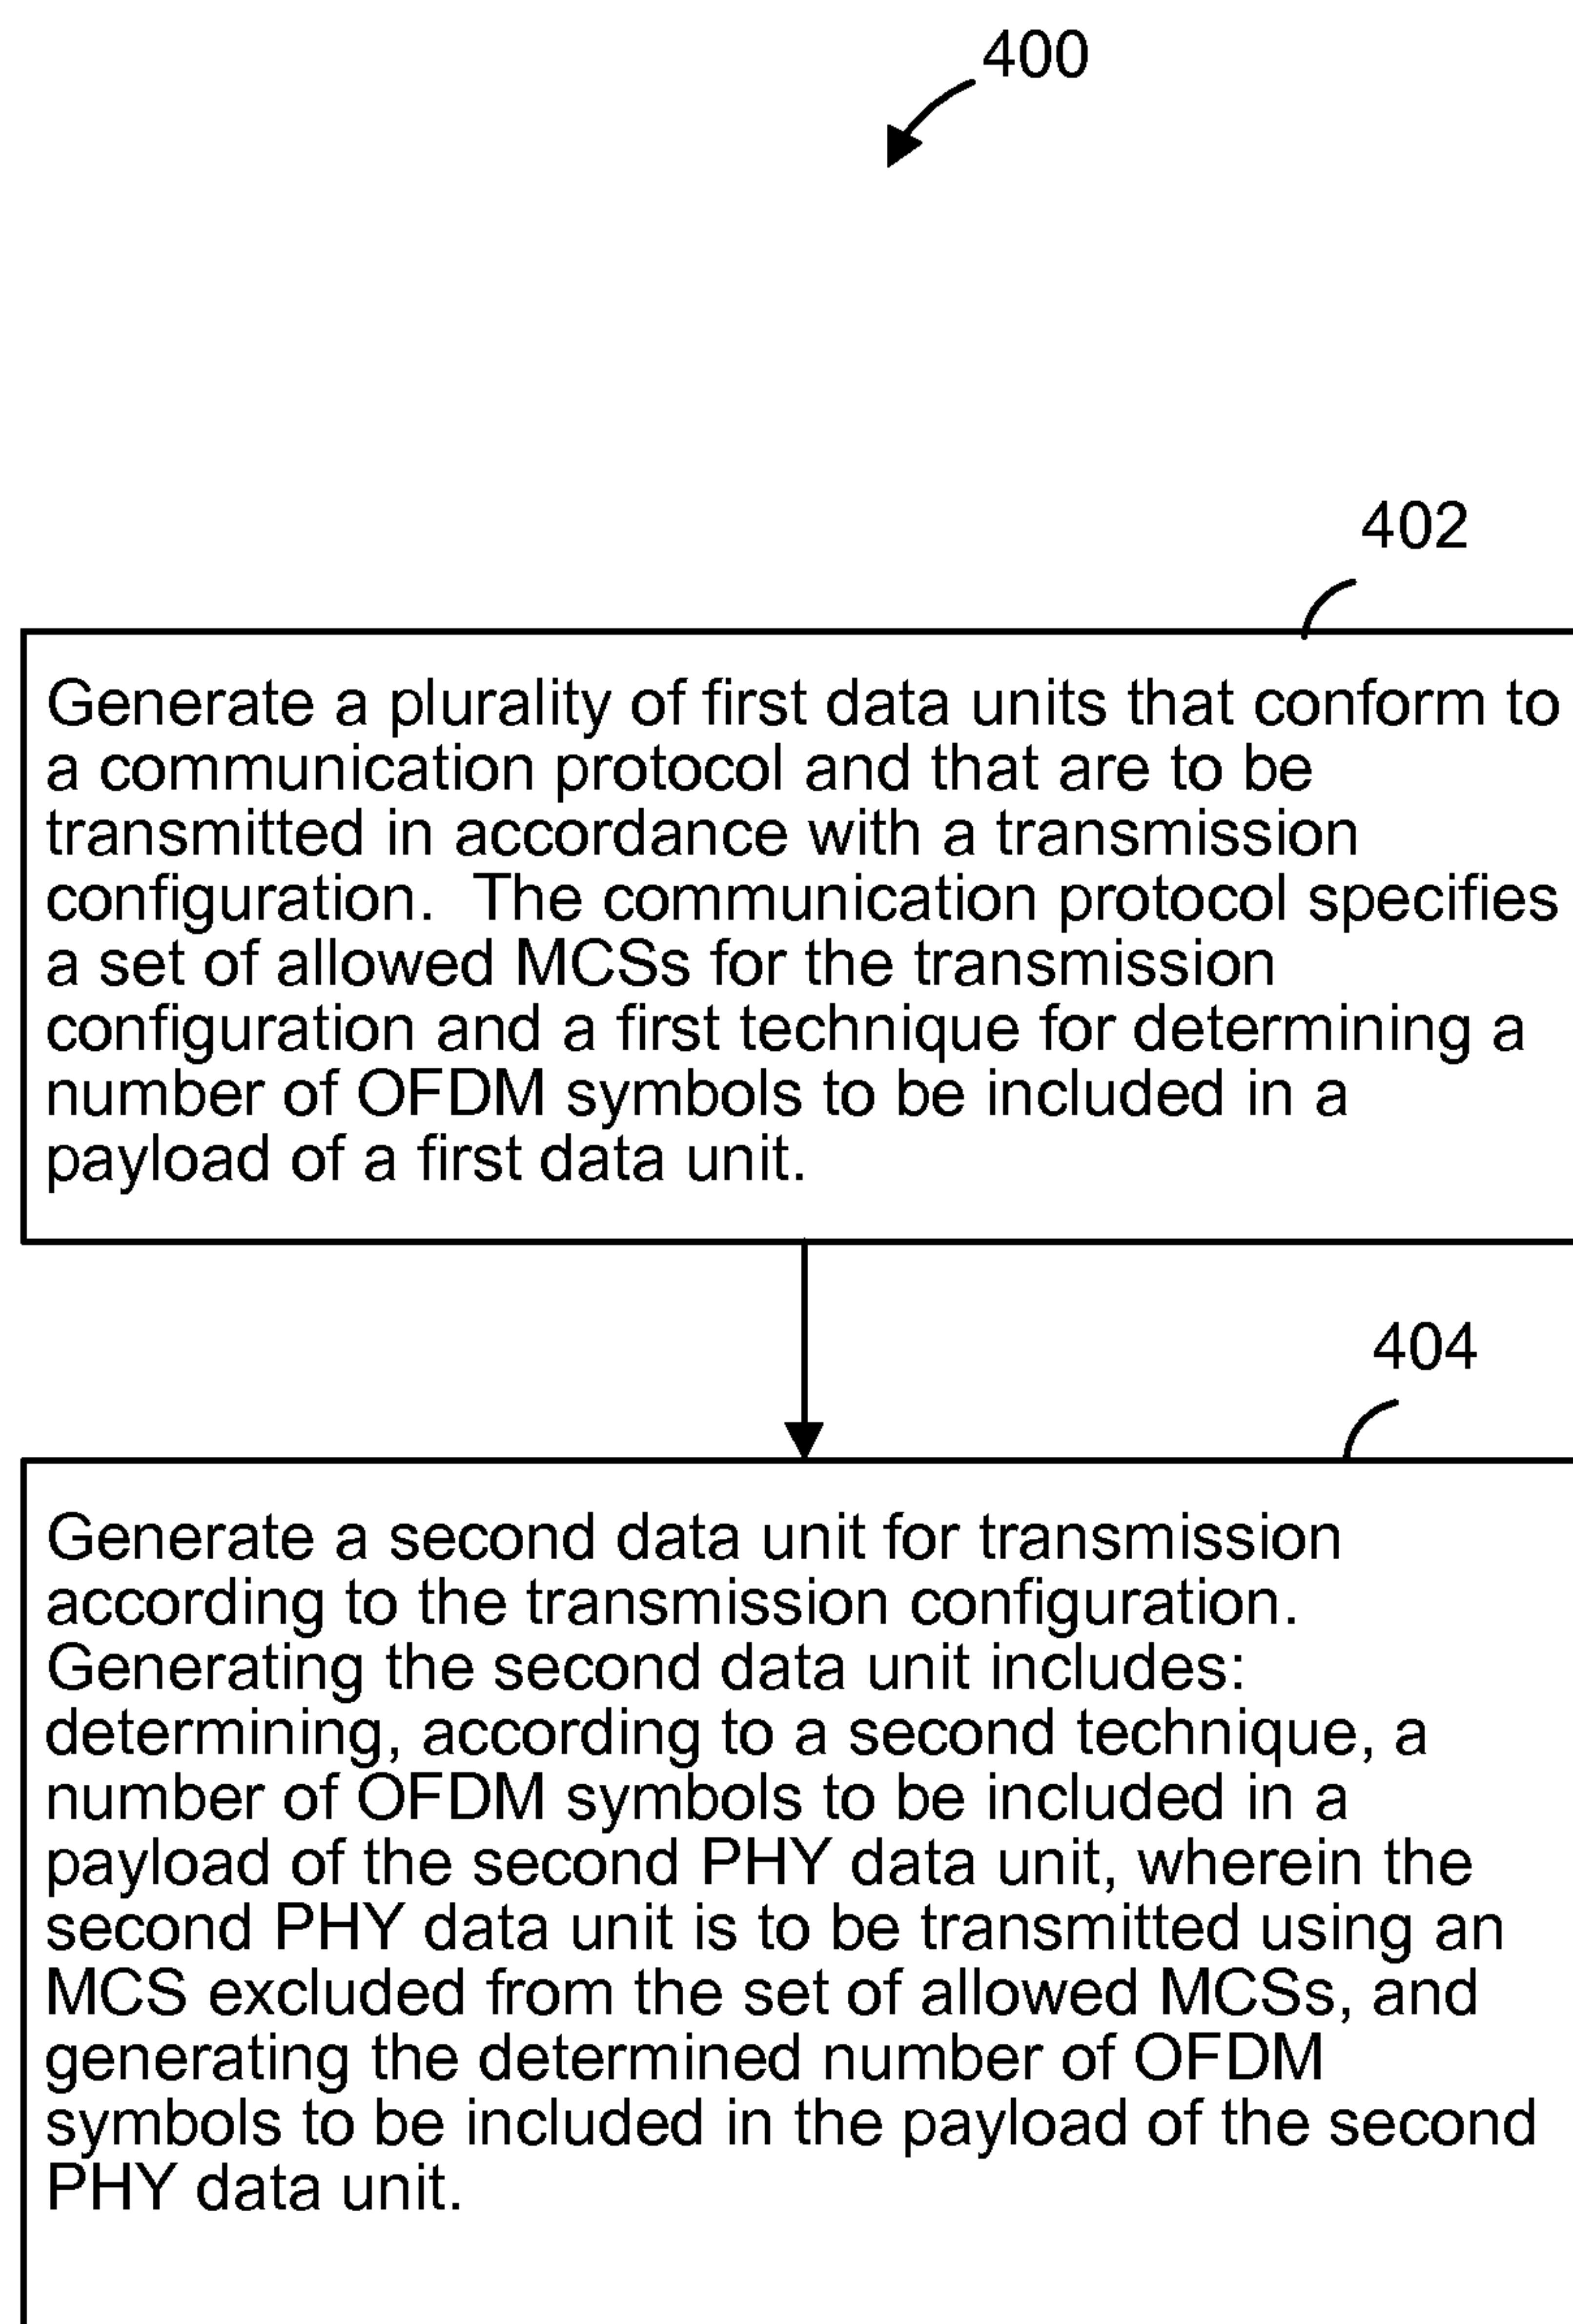 400
402
Generate a plurality of first data units that conform to
a communication protocol and that are to be
transmitted in accordance with a transmission
configuration. The communication protocol specifies
a set of allowed MCSs for the transmission
configuration and a first technique for determining a
number of OFDM symbols to be included in a
payload of a first data unit.
404
Generate a second data unit for transmission
according to the transmission configuration.
Generating the second data unit includes:
determining, according to a second technique, a
number of OFDM symbols to be included in a
payload of the second PHY data unit, wherein the
second PHY data unit is to be transmitted using an
MCS excluded from the set of allowed MCSs, and
generating the determined number of OFDM
symbols to be included in the payload of the second
PHY data unit.